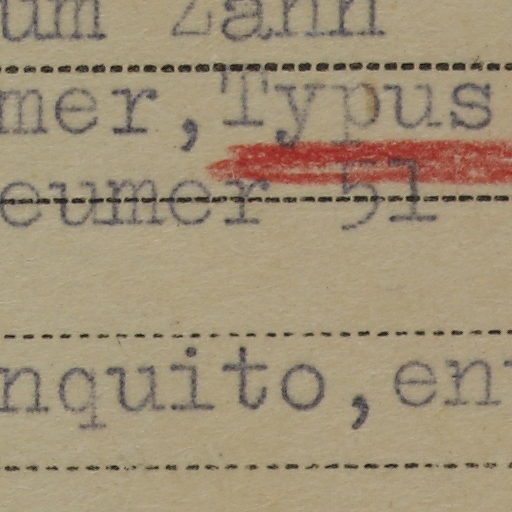 um Zahn
mer, Typus
eumer 51
nquito, en